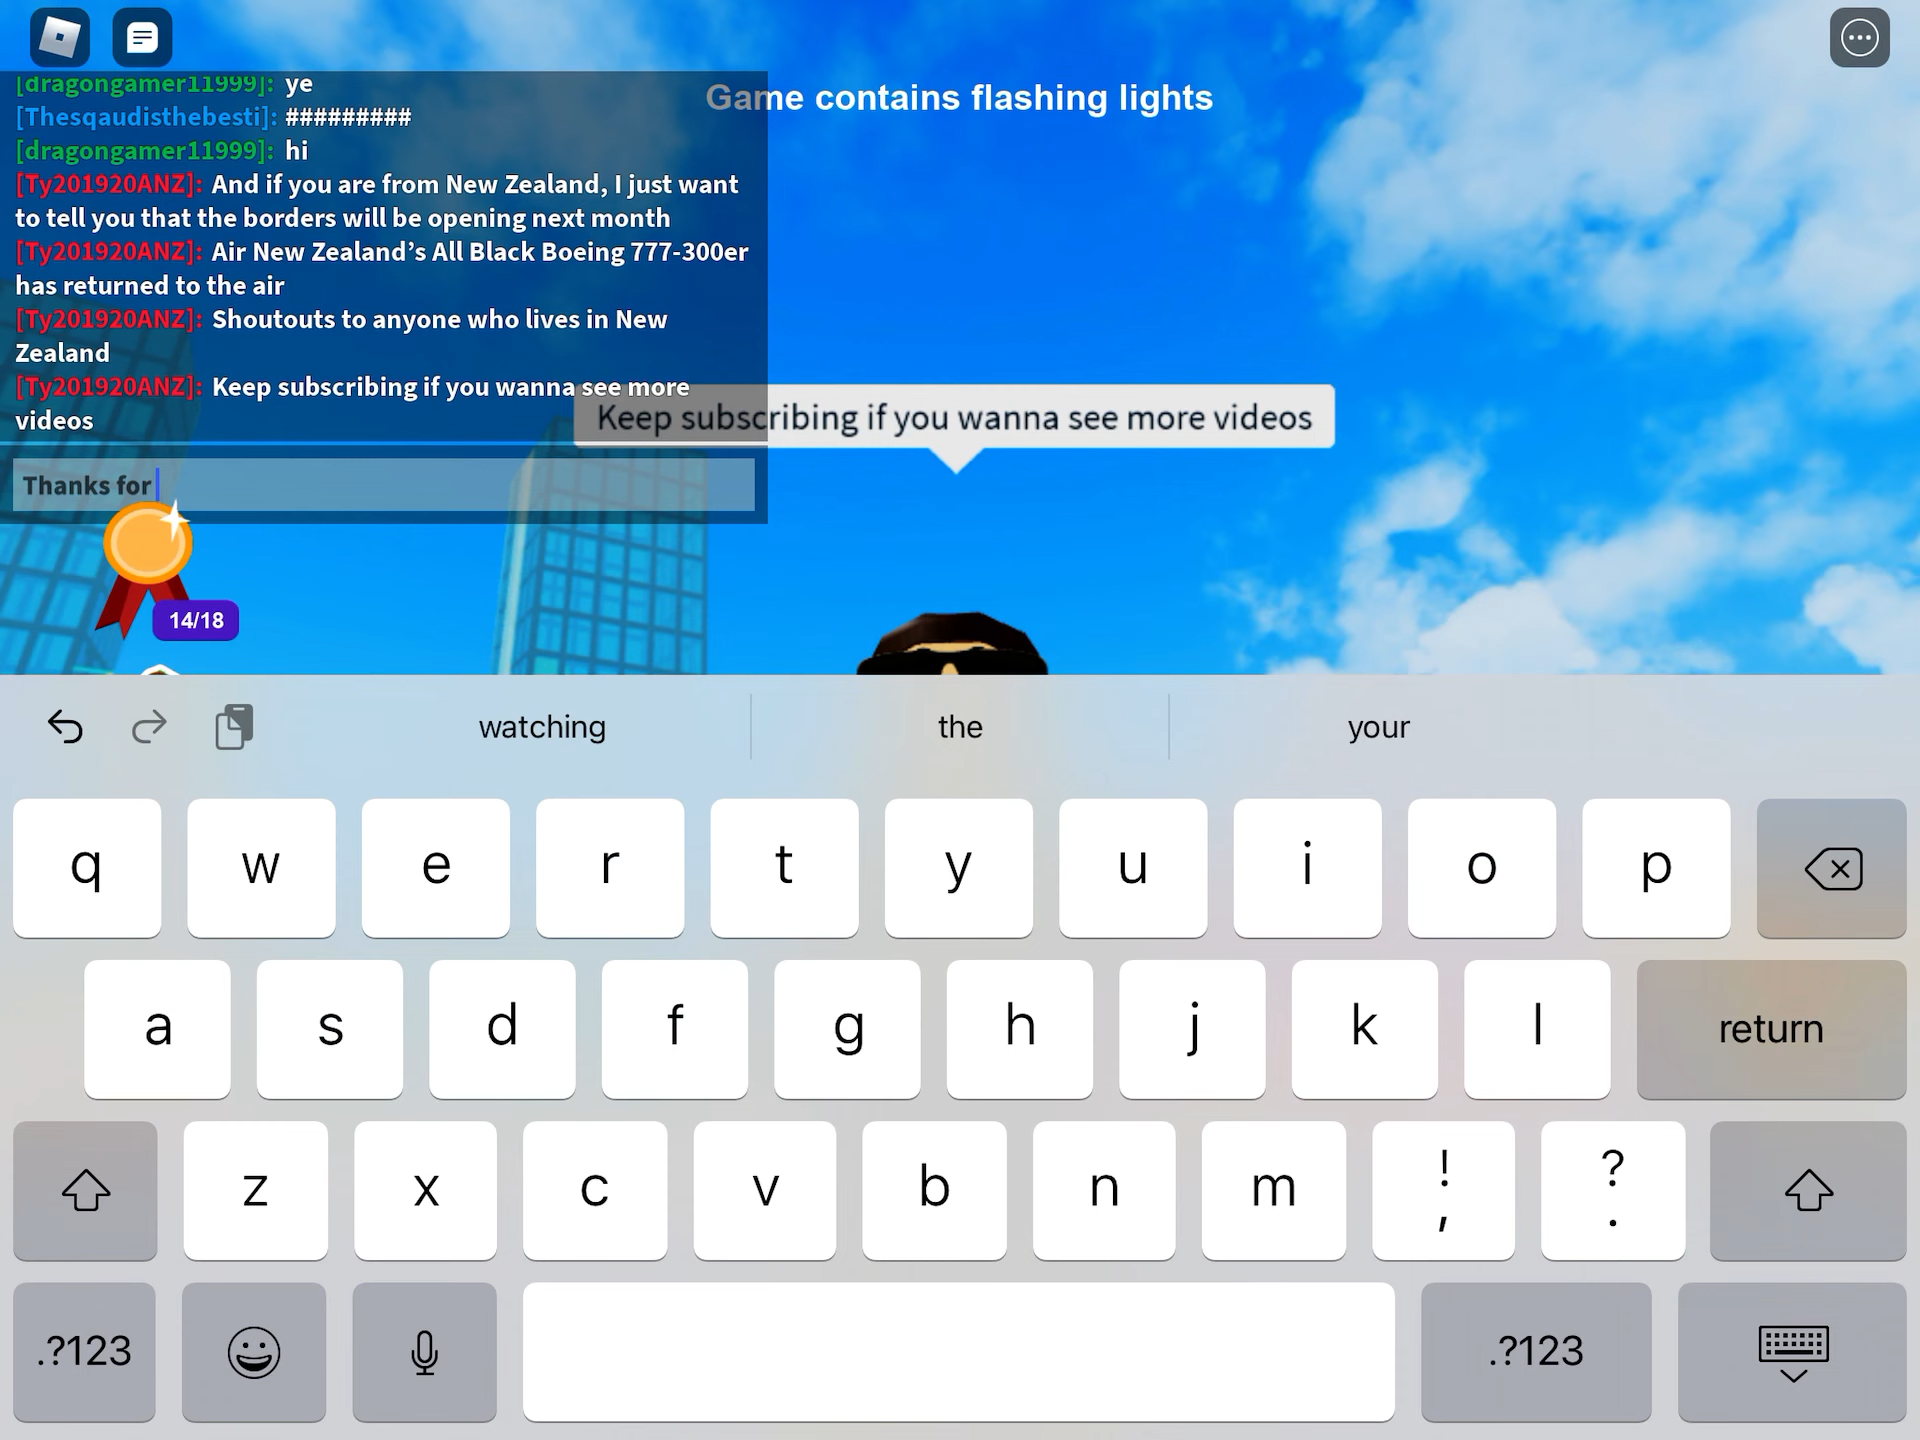 [dragongamer11999]: ye
[Thesqaudisthebesti]: #########
[dragongamer11999]: hi
[Ty201920ANZ]: And if you are from New Zealand, I just want
to tell you that the borders will be opening next month
[Ty201920ANZ]: Air New Zealand’s All Black Boeing 777-300er
has returned to the air
[Ty201920ANZ]: Shoutouts to anyone who lives in New
Zealand
[Ty201920ANZ]: Keep subscribing if you wanna see more
videos
Game contains flashing lights
Keep subscribing if you wanna see more videos
Thanks for
14/18
watching the your
q w e r t y u i o p
a s d f g h j k l return
z x c v b n m ! , ? .
.?123 .?123